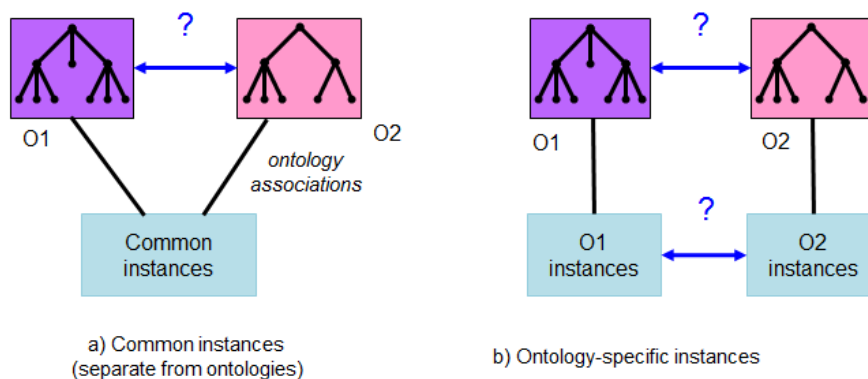 ?
O1
O2
ontology
associations
Common
instances
a) Common instances
(separate from ontologies)
?
O1
O2
?
O1
instances
O2
instances
b) Ontology-specific instances